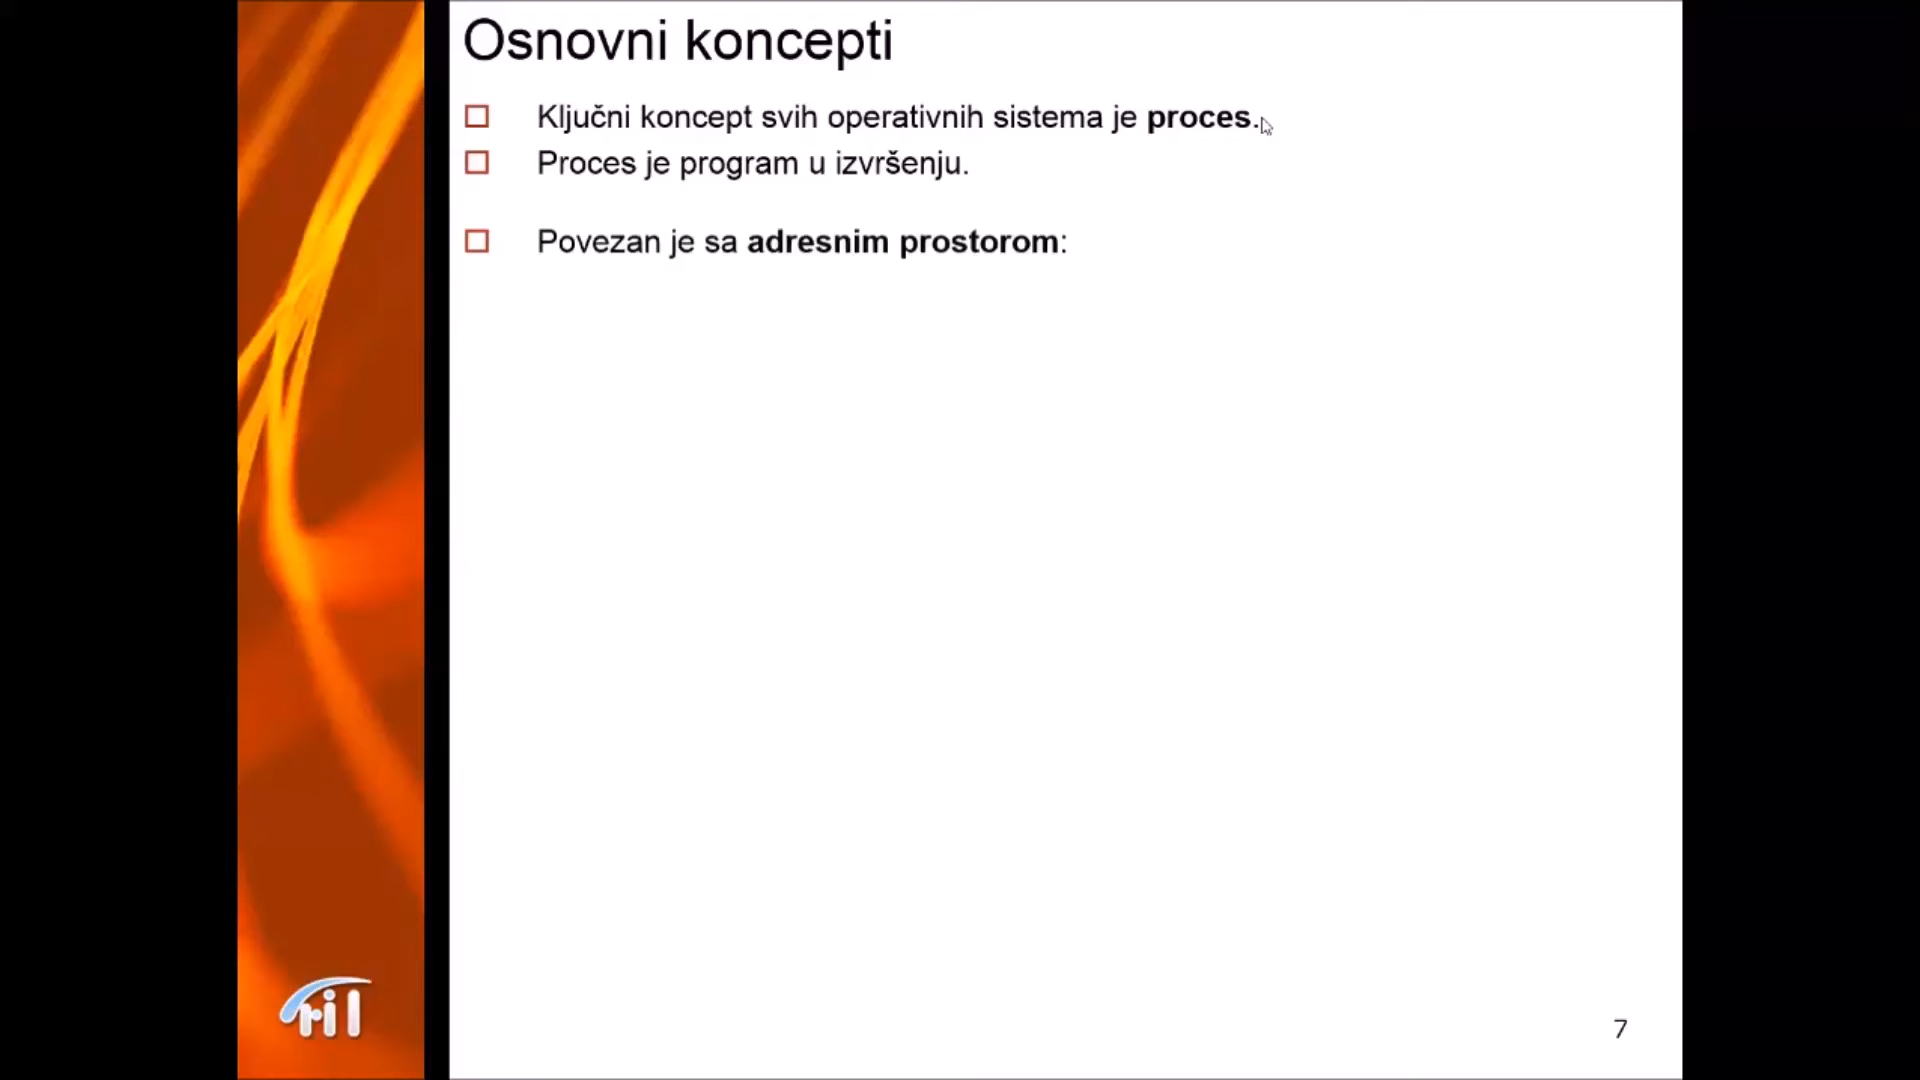 Osnovni koncepti
Ključni koncept svih operativnih sistema je proces.
Proces je program u izvršenju.
Povezan je sa adresnim prostorom:
ril
7